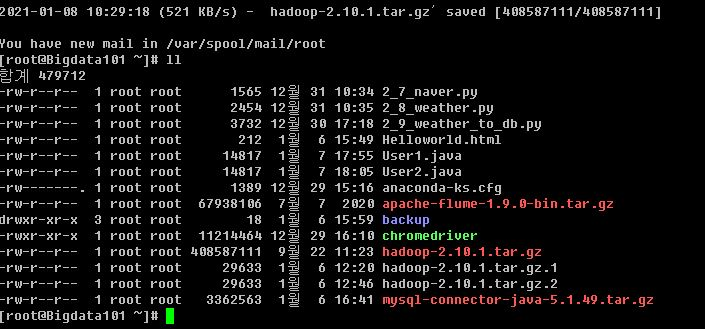 2021-01-08 10:29:18 (521 KB/s) - `hadoop-2.10.1.tar.gz´ saved [408587111/408587111]
You have new mail in /var/spool/mail/root
[root@Bigdata101 ~]# ll
합계 479712
-rw-r--r--  1 root root      1565 12월 31 10:34 2_7_naver.py
-rw-r--r--  1 root root      2454 12월 31 10:35 2_8_weather.py
-rw-r--r--  1 root root      3732 12월 30 17:18 2_9_weather_to_db.py
-rw-r--r--  1 root root       212  1월  6 15:49 Helloworld.html
-rw-r--r--  1 root root     14817  1월  7 17:55 User1.java
-rw-r--r--  1 root root     14817  1월  7 18:05 User2.java
-rw-------. 1 root root      1389 12월 29 15:16 anaconda-ks.cfg
-rw-r--r--  1 root root  67938106  7월  7  2020 apache-flume-1.9.0-bin.tar.gz
drwxr-xr-x  3 root root        18  1월  6 15:59 backup
-rwxr-xr-x  1 root root  11214464 12월 29 16:10 chromedriver
-rw-r--r--  1 root root 408587111  9월 22 11:23 hadoop-2.10.1.tar.gz
-rw-r--r--  1 root root     29633  1월  6 12:20 hadoop-2.10.1.tar.gz.1
-rw-r--r--  1 root root     29633  1월  6 12:46 hadoop-2.10.1.tar.gz.2
-rw-r--r--  1 root root   3362563  1월  6 16:41 mysql-connector-java-5.1.49.tar.gz
[root@Bigdata101 ~]#